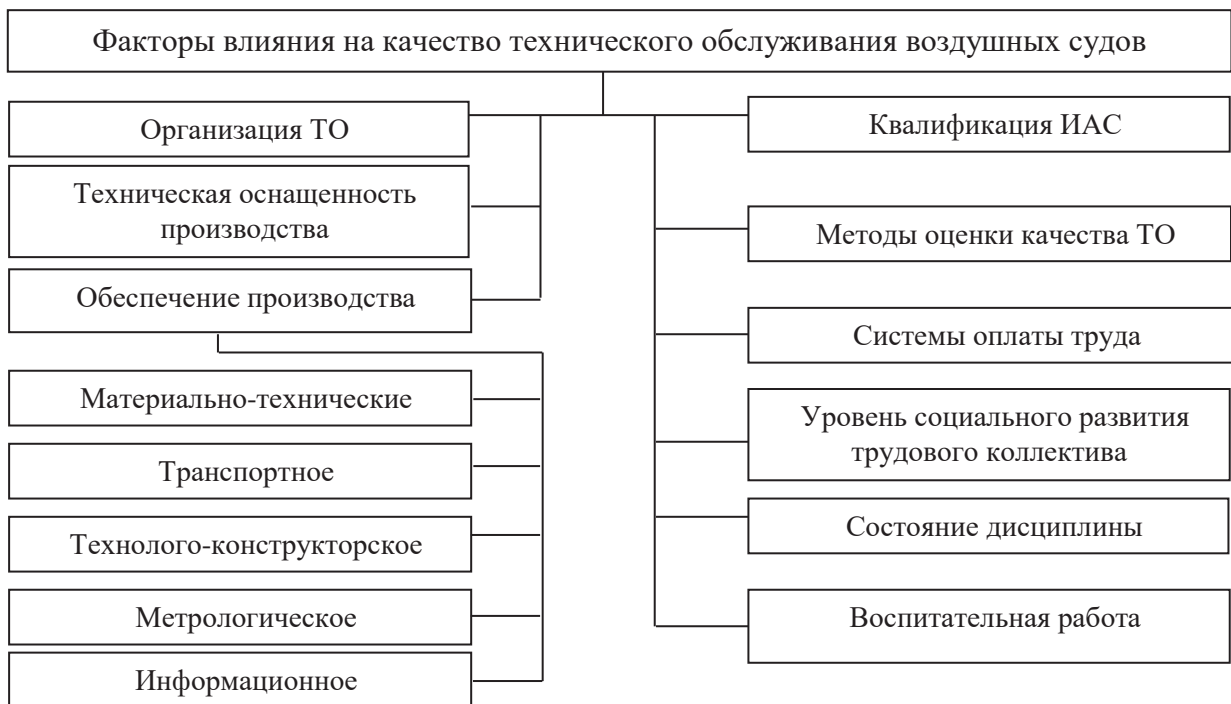 Факторы влияния на качество технического обслуживания воздушных судов
Организация ТО
Техническая оснащенность
производства
Обеспечение производства
Материально-технические
Транспортное
Технолого-конструкторское
Метрологическое
Информационное
Квалификация ИАС
Методы оценки качества ТО
Системы оплаты труда
Уровень социального развития
трудового коллектива
Состояние дисциплины
Воспитательная работа